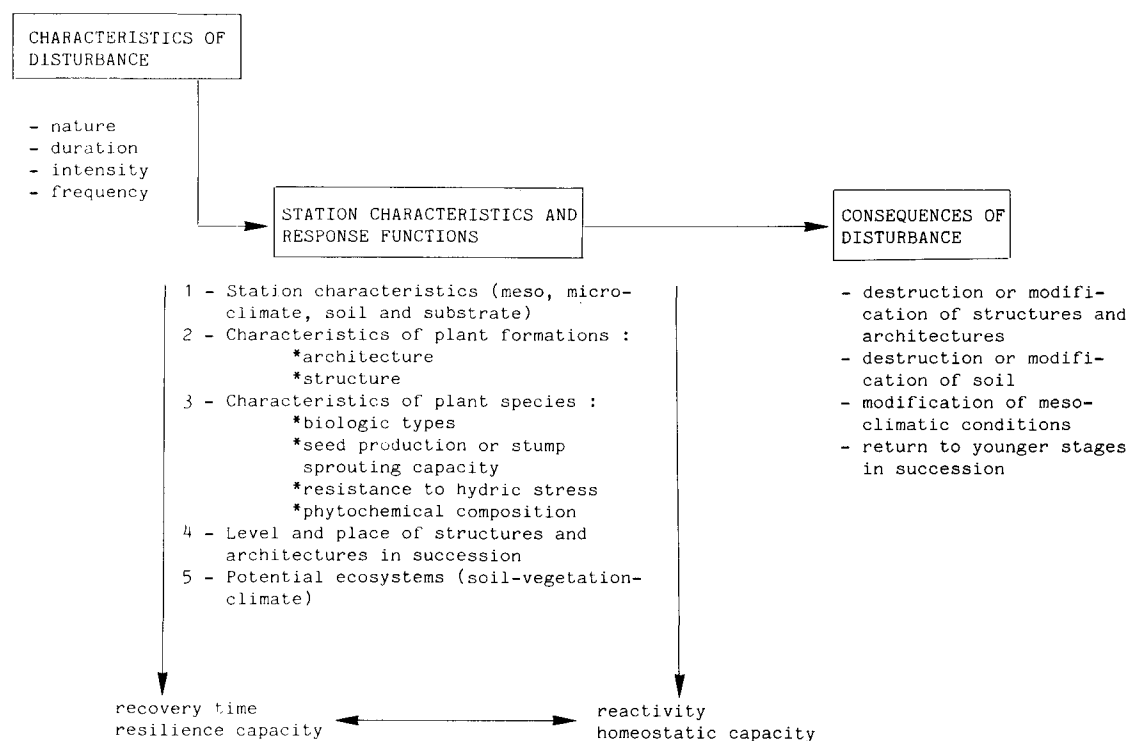 CHARACTERISTICS OF
DISTURBANCE
- nature
- duration
- intensity
- frequency
STATION CHARACTERISTICS AND
RESPONSE FUNCTIONS
CONSEQUENCES OF
DISTURBANCE
1 - Station characteristics (meso, micro-
climate, soil and substrate)
2 - Characteristics of plant formations :
*architecture
*structure
3 - Characteristics of plant species :
*biologic types
*seed production or stump
sprouting capacity
*resistance to hydric stress
*phytochemical composition
4 - Level and place of structures and
architectures in succession
5 - Potential ecosystems (soil-vegetation-
climate)
- destruction or modifi-
cation of structures and
architectures
- destruction or modifi-
cation of soil
- modification of meso-
climatic conditions
- return to younger stages
in succession
recovery time
resilience capacity
reactivity
homeostatic capacity